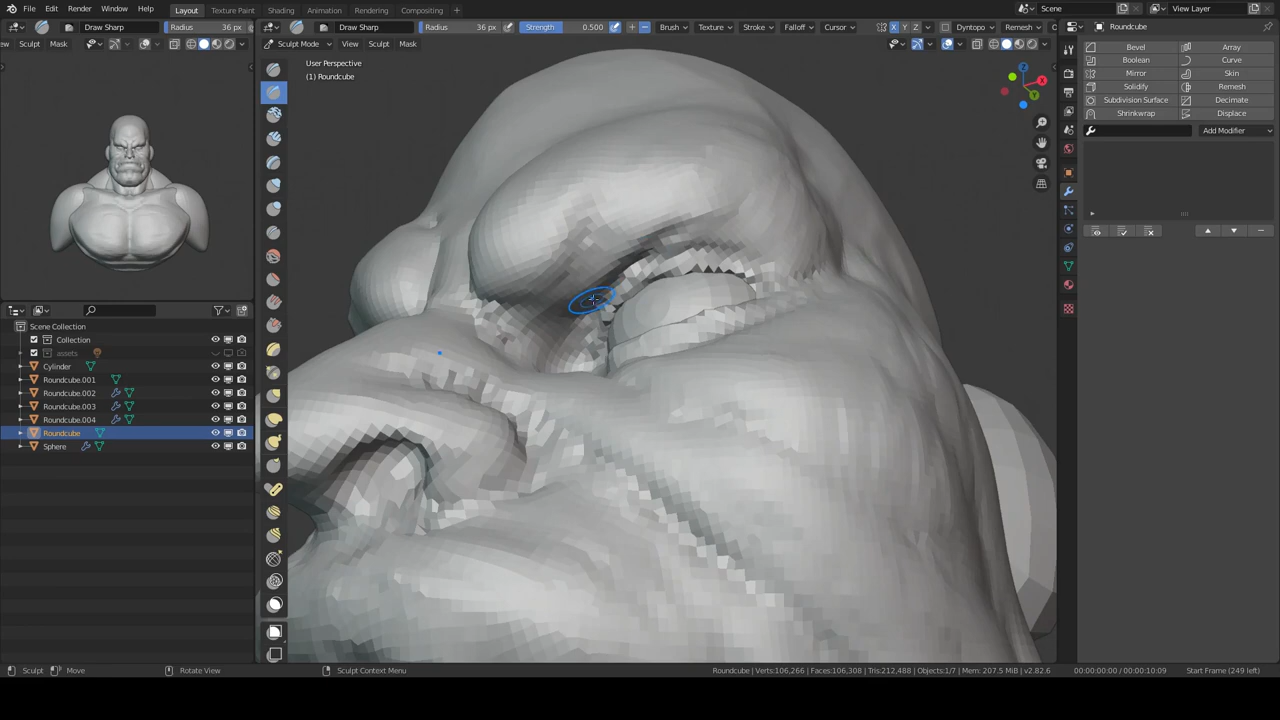 File Edit Render Window Help Layout Texture Paint Shading Animation Rendering Compositing + Scene View Layer
Draw Sharp Radius 36 px Draw Sharp Radius 36 px Strength 0.500 Brush Texture Stroke Falloff Cursor X Y Z Dyntopo Remesh Roundcube
Sculpt Mask Sculpt Mode View Sculpt Mask
User Perspective
(1) Roundcube
Z
X
Y
Bevel Array
Boolean Curve
Mirror Skin
Solidify Remesh
Subdivision Surface Decimate
Shrinkwrap Displace
Add Modifier
Scene Collection
Collection
assets
Cylinder
Roundcube.001
Roundcube.002
Roundcube.003
Roundcube.004
Roundcube
Sphere
Sculpt Move Rotate View Sculpt Context Menu Roundcube | Verts:106,266 | Faces:106,308 | Tris:212,488 | Objects:1/7 | Mem: 207.5 MiB | v2.82.6 00:00:00:00 / 00:00:10:09 Start Frame (249 left)